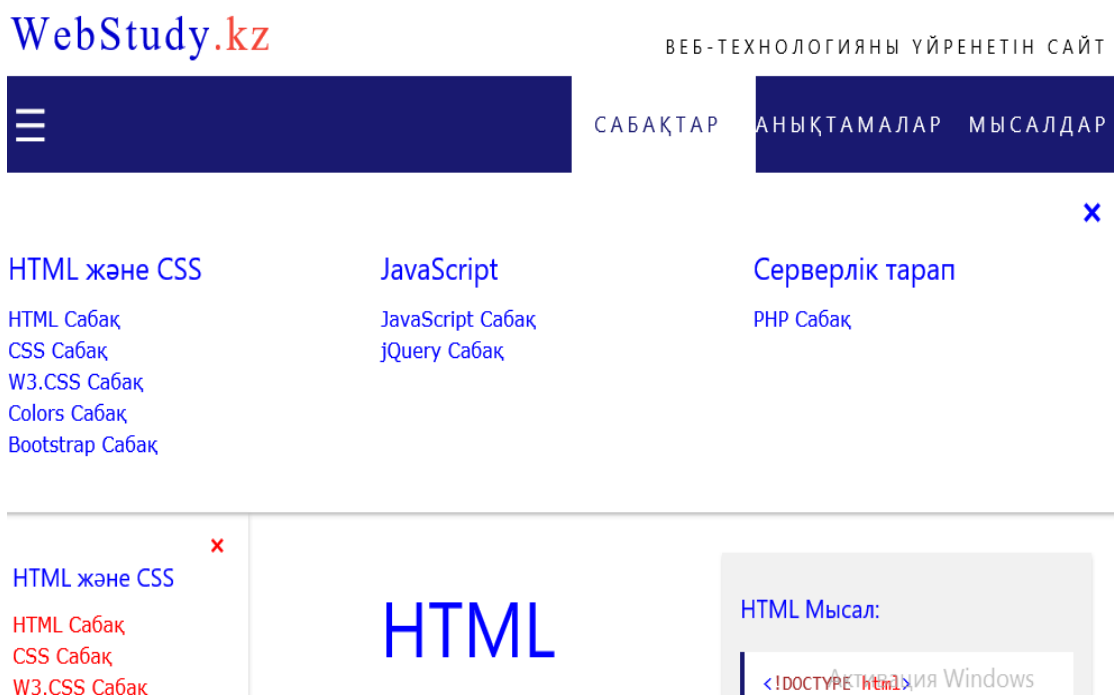 WebStudy.kz
ВЕБ-ТЕХНОЛОГИЯНЫ ҮЙРЕНЕТІН САЙТ
САБАҚТАР АНЫҚТАМАЛАР МЫСАЛДАР
HTML және CSS
HTML Сабақ
CSS Сабақ
W3.CSS Сабақ
Colors Сабақ
Bootstrap Сабақ
JavaScript
JavaScript Сабақ
jQuery Сабақ
Серверлік тарап
PHP Сабақ
HTML және CSS
HTML Сабақ
CSS Сабақ
W3.CSS Сабақ
HTML
HTML Мысал:
<!DOCTYPE html>
Активация Windows